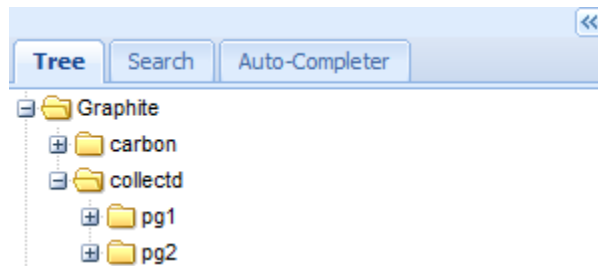 «
Tree Search Auto-Completer
Graphite
carbon
collectd
pg1
pg2